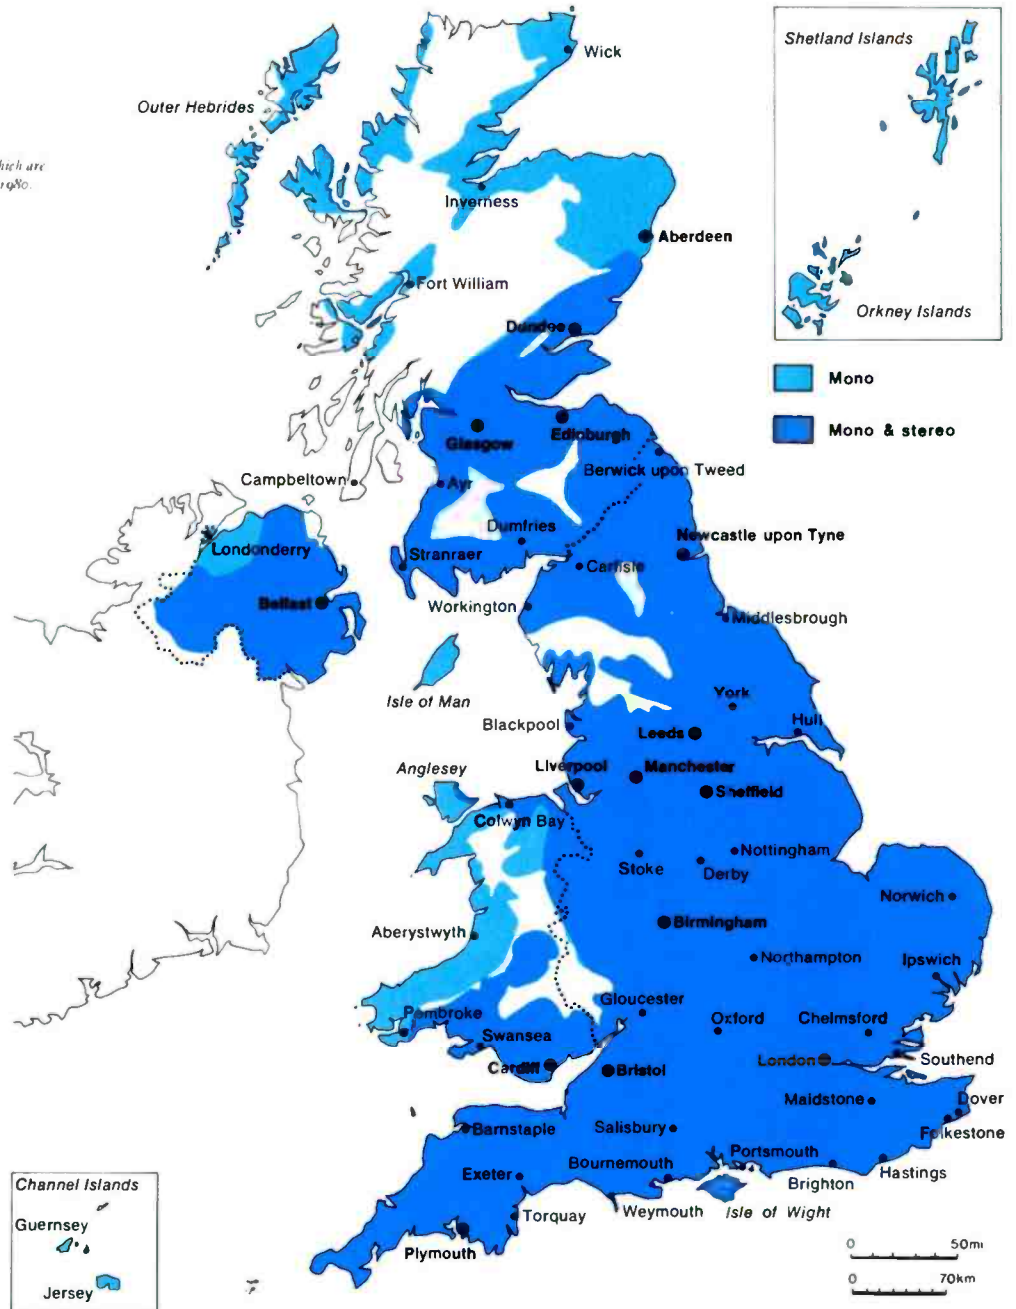 Shetland Islands
Wick
Outer Hebrides
which are
1980.
Inverness
Aberdeen
Fort William
Orkney Islands
Dundee
Mono
Mono & stereo
Glasgow
Edinburgh
Berwick upon Tweed
Campbeltown
Ayr
Dumfries
Newcastle upon Tyne
Londonderry
Stranraer
Carlisle
Belfast
Workington
Middlesbrough
Isle of Man
York
Blackpool
Hull
Leeds
Anglesey
Liverpool
Manchester
Sheffield
Colwyn Bay
Stoke
Nottingham
Derby
Norwich
Birmingham
Aberystwyth
Northampton
Ipswich
Gloucester
Pembroke
Oxford
Chelmsford
Swansea
London
Southend
Cardiff
Bristol
Maidstone
Dover
Barnstaple
Salisbury
Folkestone
Portsmouth
Bournemouth
Hastings
Exeter
Brighton
Channel Islands
Weymouth
Isle of Wight
Torquay
Guernsey
Plymouth
0 50mi
0 70km
Jersey